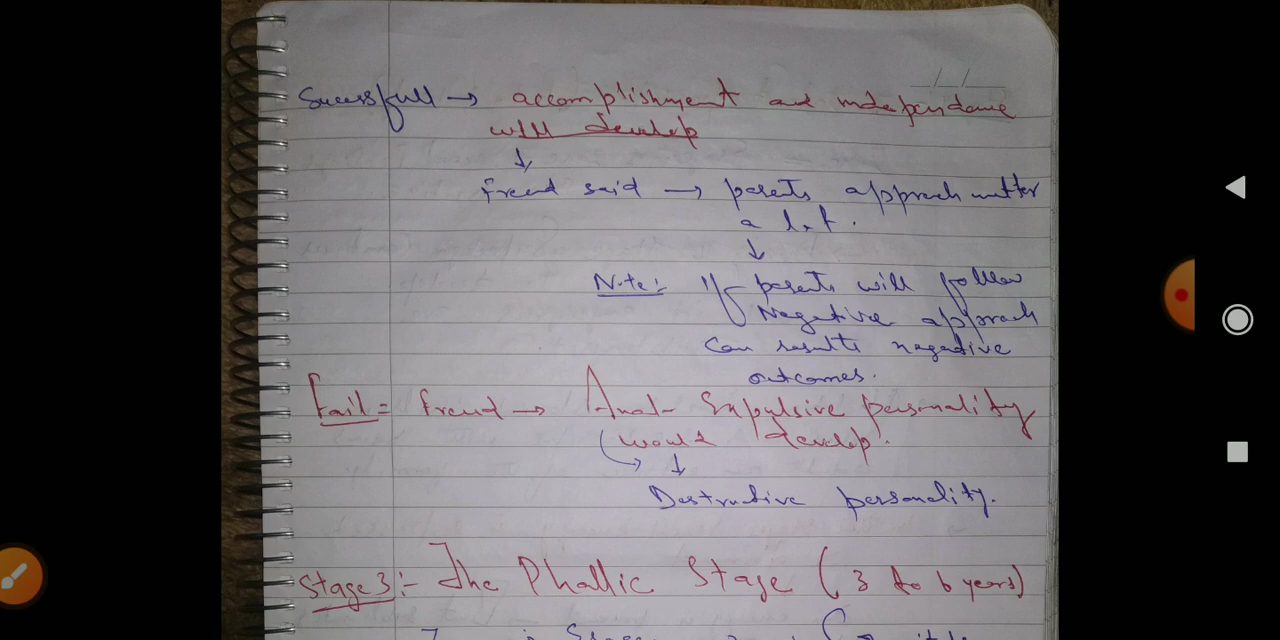 Sucessfull → accomplishment and independance
will develop
↓
Freud said → parents approach matter
a lot.
↓
Note:- If parents will follow
Negative approach
Can results negative
outcomes.
Fail = Freud → Anal- Expulsive personality
would develop.
↓
Destructive personality.
Stage 3:- The Phallic Stage (3 to 6 years)